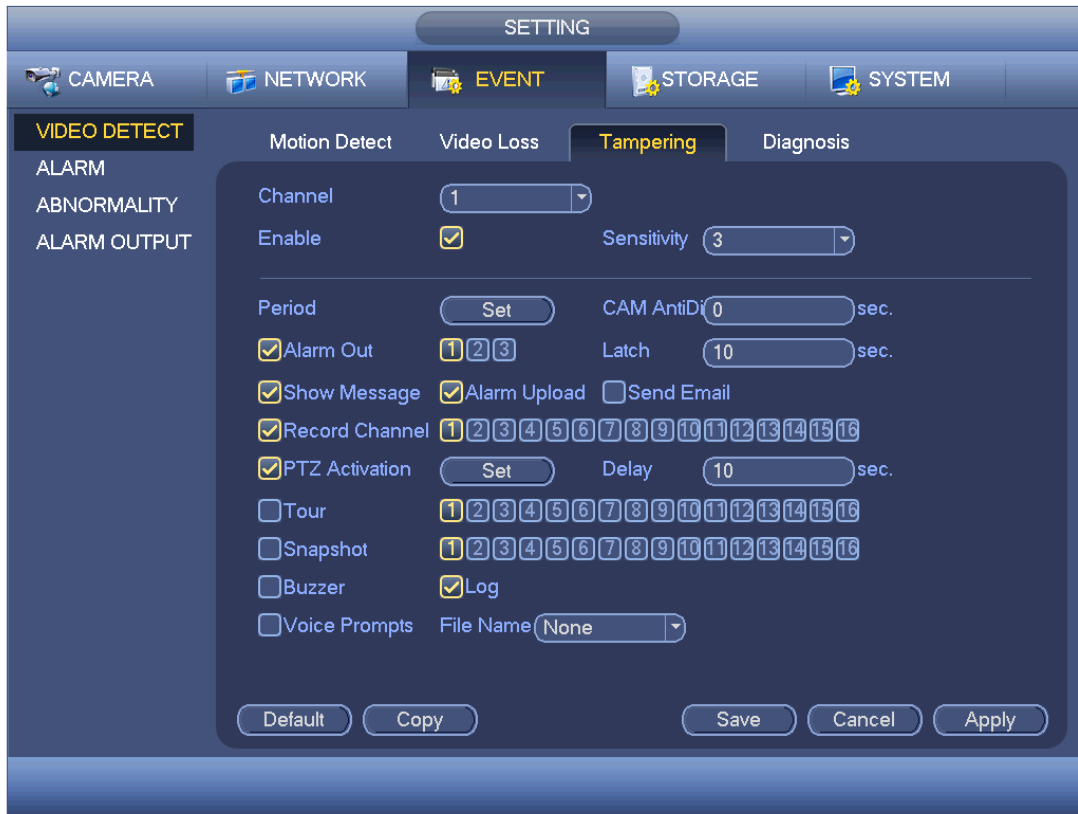 SETTING
CAMERA NETWORK EVENT STORAGE SYSTEM
VIDEO DETECT
ALARM
ABNORMALITY
ALARM OUTPUT
Motion Detect Video Loss Tampering Diagnosis
Channel 1
Enable Sensitivity 3
Period Set CAM AntiDi 0 sec.
Alarm Out 1 2 3 Latch 10 sec.
Show Message Alarm Upload Send Email
Record Channel 1 2 3 4 5 6 7 8 9 10 11 12 13 14 15 16
PTZ Activation Set Delay 10 sec.
Tour 1 2 3 4 5 6 7 8 9 10 11 12 13 14 15 16
Snapshot 1 2 3 4 5 6 7 8 9 10 11 12 13 14 15 16
Buzzer Log
Voice Prompts File Name None
Default Copy Save Cancel Apply